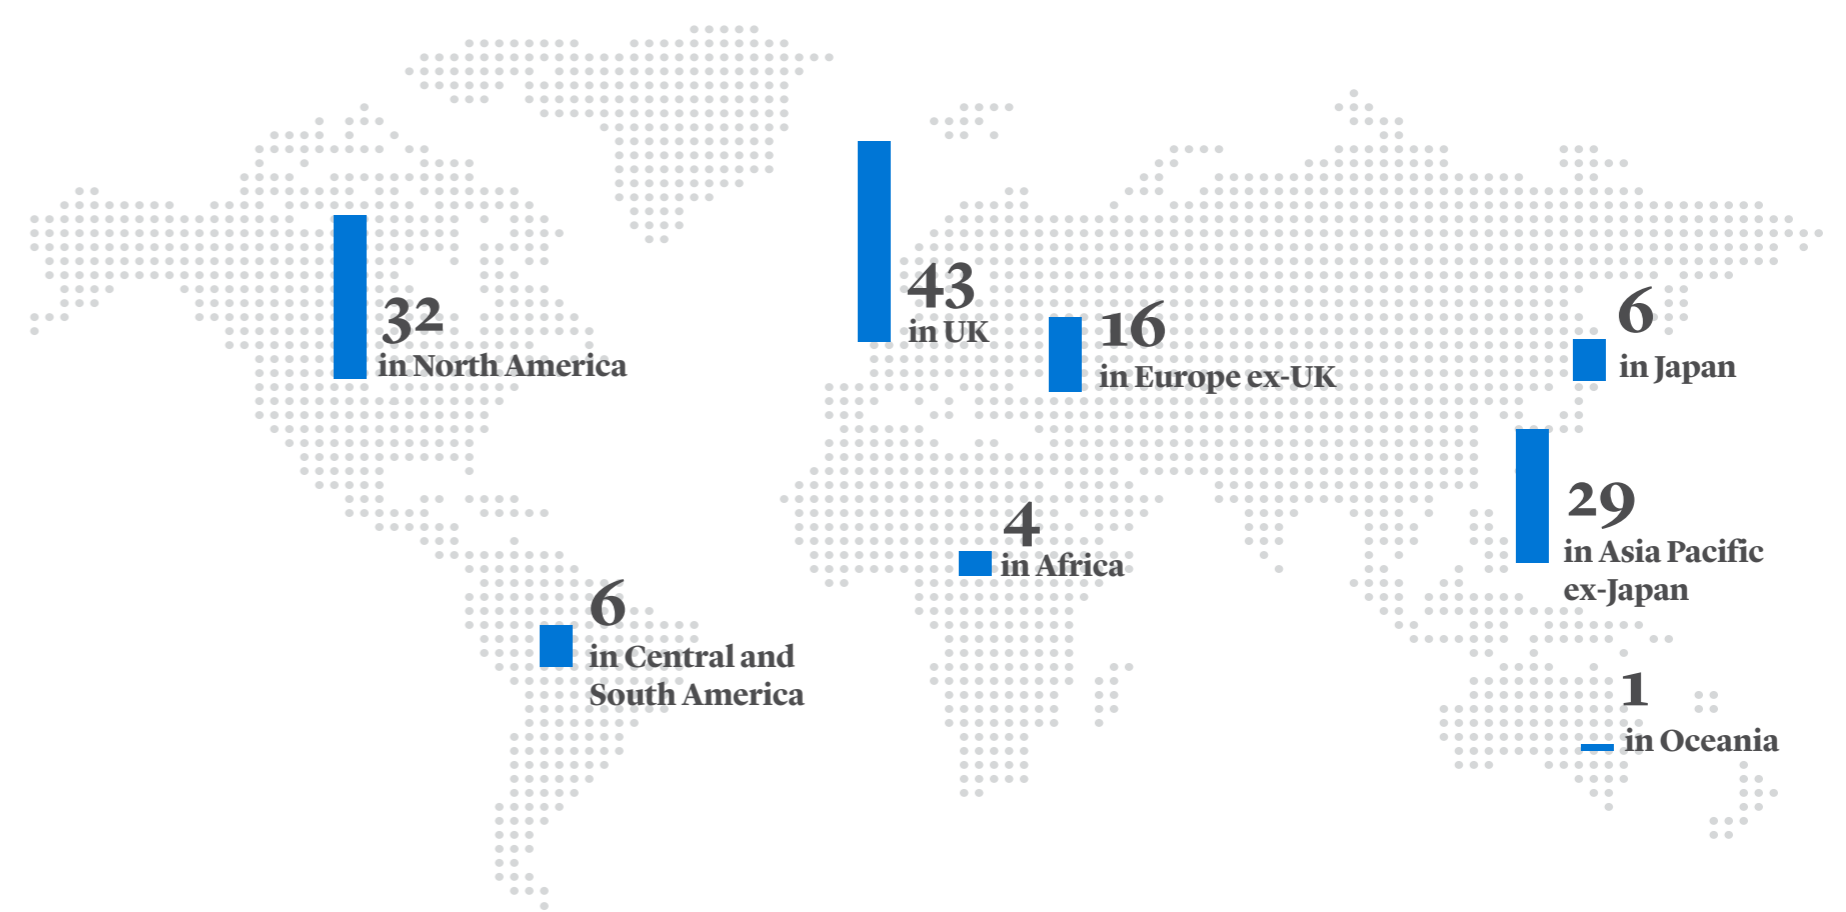 32
in North America
43
in UK
16
in Europe ex-UK
6
in Japan
29
in Asia Pacific
ex-Japan
4
in Africa
6
in Central and
South America
1
in Oceania